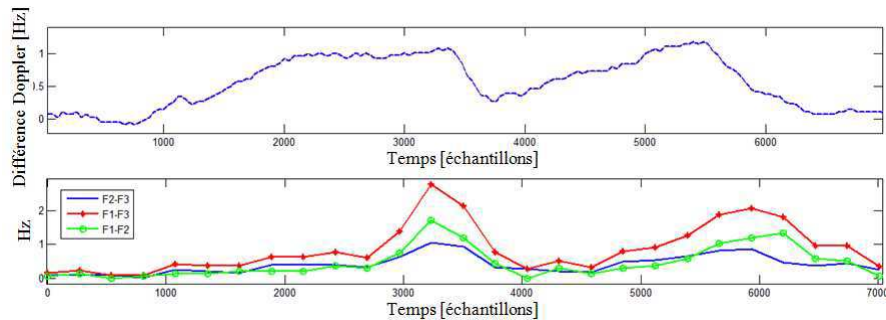 Différence Doppler [Hz]
1
0.5
0
1000 2000 3000 4000 5000 6000
Temps [échantillons]
Hz
2
1
0
F2-F3
F1-F3
F1-F2
0 1000 2000 3000 4000 5000 6000 7000
Temps [échantillons]